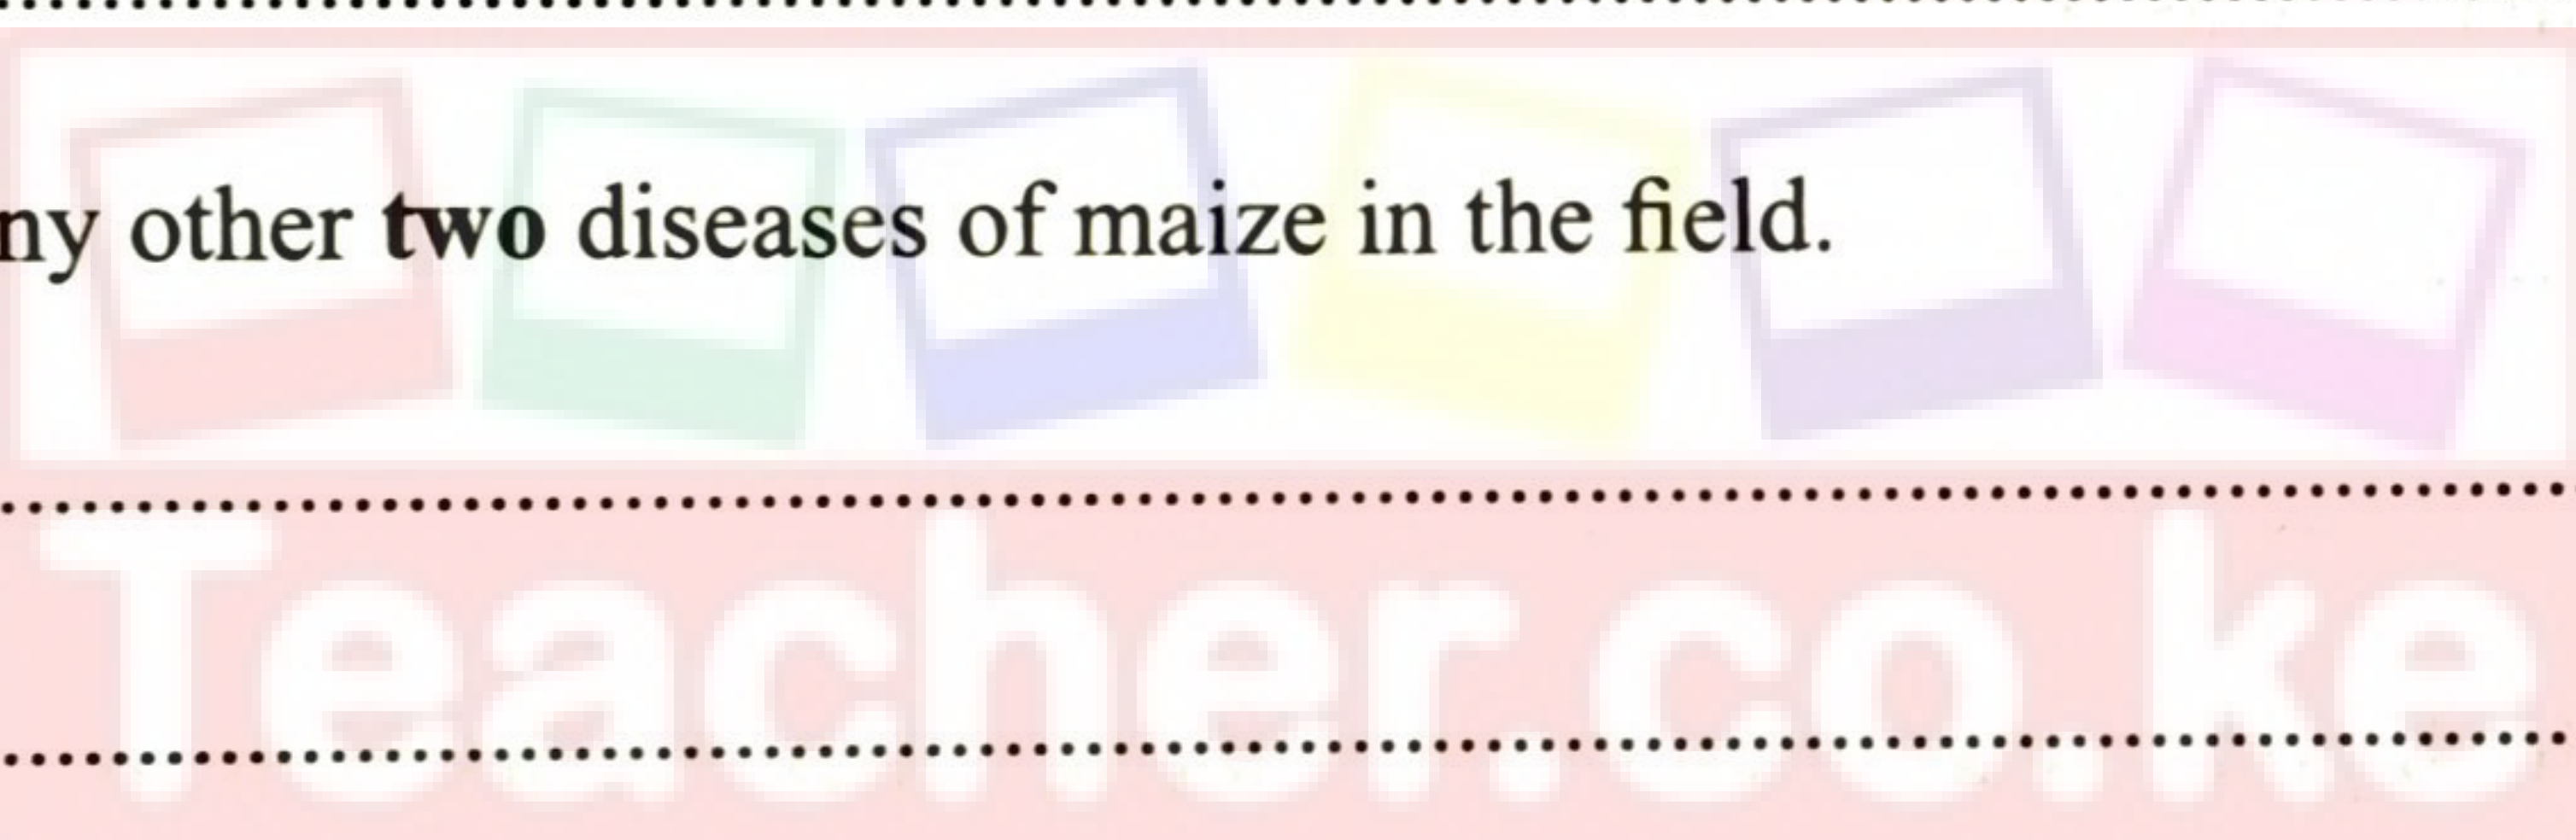 ny other two diseases of maize in the field.
Teacher.co.ke